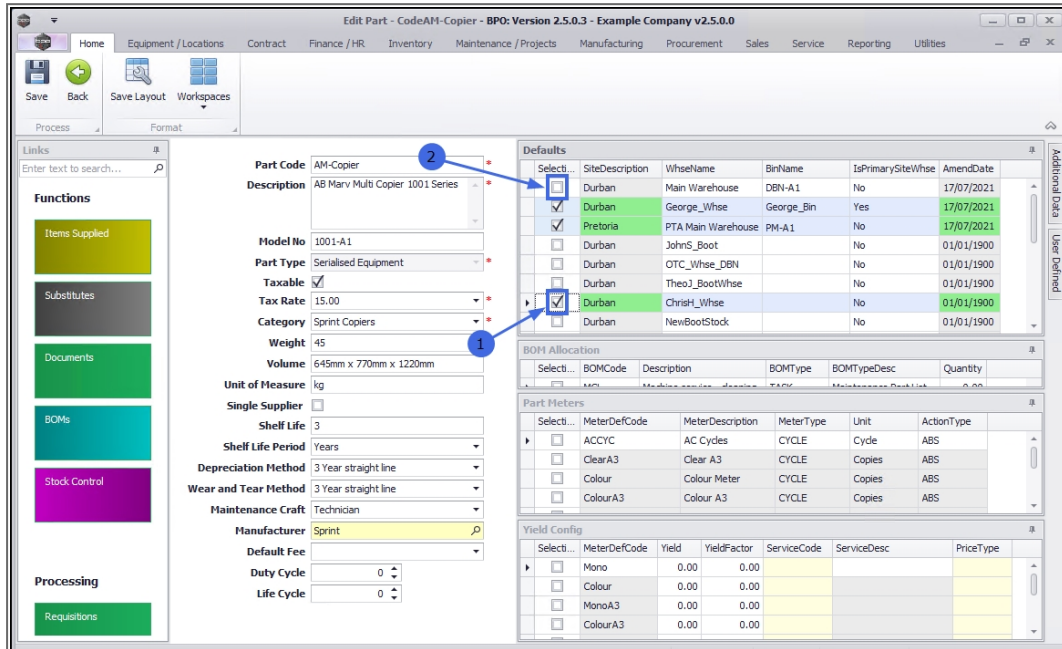 Edit Part - CodeAM-Copier - BPO: Version 2.5.0.3 - Example Company v2.5.0.0
Home Equipment / Locations Contract Finance / HR Inventory Maintenance / Projects Manufacturing Procurement Sales Service Reporting Utilities
Save Back Save Layout Workspaces
Process Format
Links
Enter text to search...
Functions
Items Supplied
Substitutes
Documents
BOMs
Stock Control
Processing
Requisitions
Part Code AM-Copier *
Description AB Marv Multi Copier 1001 Series *
Model No 1001-A1
Part Type Serialised Equipment *
Taxable
Tax Rate 15.00 *
Category Sprint Copiers *
Weight 45
Volume 645mm x 770mm x 1220mm
Unit of Measure kg
Single Supplier
Shelf Life 3
Shelf Life Period Years
Depreciation Method 3 Year straight line
Wear and Tear Method 3 Year straight line
Maintenance Craft Technician
Manufacturer Sprint
Default Fee
Duty Cycle 0
Life Cycle 0
2
1
Defaults
Selecti... SiteDescription WhseName BinName IsPrimarySiteWhse AmendDate
Durban Main Warehouse DBN-A1 No 17/07/2021
Durban George_Whse George_Bin Yes 17/07/2021
Pretoria PTA Main Warehouse PM-A1 No 17/07/2021
Durban JohnS_Boot No 01/01/1900
Durban OTC_Whse_DBN No 01/01/1900
Durban TheoJ_BootWhse No 01/01/1900
Durban ChrisH_Whse No 01/01/1900
Durban NewBootStock No 01/01/1900
BOM Allocation
Selecti... BOMCode Description BOMType BOMTypeDesc Quantity
Part Meters
Selecti... MeterDefCode MeterDescription MeterType Unit ActionType
ACCYC AC Cycles CYCLE Cycle ABS
ClearA3 Clear A3 CYCLE Copies ABS
Colour Colour Meter CYCLE Copies ABS
ColourA3 Colour A3 CYCLE Copies ABS
Yield Config
Selecti... MeterDefCode Yield YieldFactor ServiceCode ServiceDesc PriceType
Mono 0.00 0.00
Colour 0.00 0.00
MonoA3 0.00 0.00
ColourA3 0.00 0.00
Additional Data
User Defined